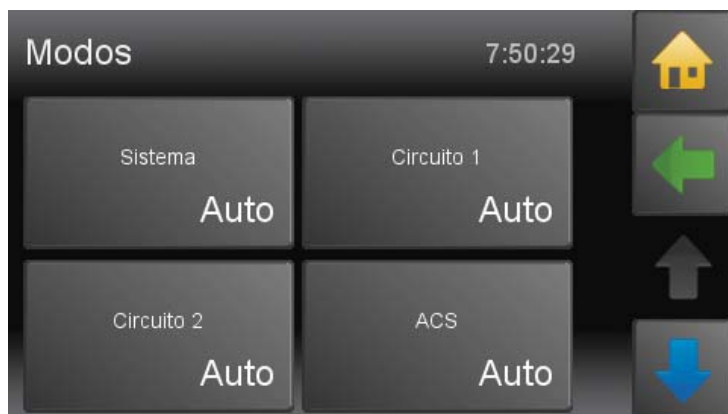 Modos 7:50:29
Sistema
Auto
Circuito 1
Auto
Circuito 2
Auto
ACS
Auto